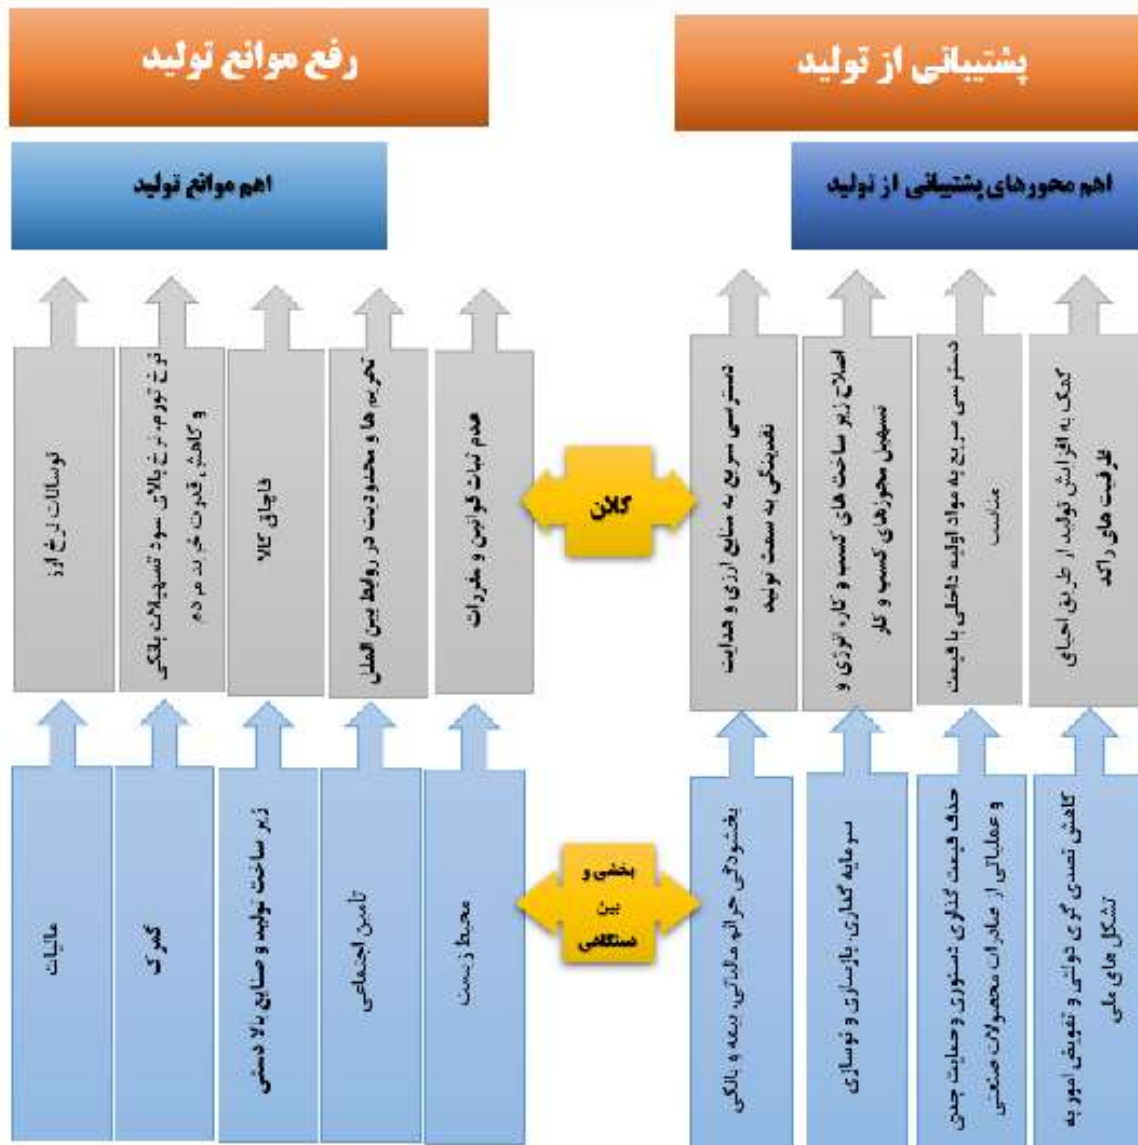 پشتیبانی از تولید
رفع موانع تولید
اهم محورهای پشتیبانی از تولید
اهم موانع تولید
کمک به افزایش تولید از طریق احیای
ظرفیت های راکد
دسترسی سریع به مواد اولیه داخلی با قیمت
مناسب
اصلاح زیر ساخت های کسب و کار، انرژی و
تسهیل مجوزهای کسب و کار
دسترسی سریع به منابع ارزی و هدایت
نقدینگی به سمت تولید
کلان
عدم ثبات قوانین و مقررات
تحریم ها و محدودیت در روابط بین الملل
قاچاق کالا
نرخ تورم، نرخ بالای سود تسهیلات بانکی
و کاهش قدرت خرید مردم
نوسانات نرخ ارز
کاهش تصدی گری دولتی و تفویض امور به
تشکل های ملی
حذف قیمت گذاری دستوری و حمایت جدی
و عملیاتی از صادرات محصولات صنعتی
سرمایه گذاری، بازسازی و نوسازی
بخشودگی جرائم مالیاتی، بیمه و بانکی
بخشی و
بین
دستگاهی
محیط زیست
تأمین اجتماعی
زیر ساخت تولید و صنایع بالا دستی
گمرک
مالیات